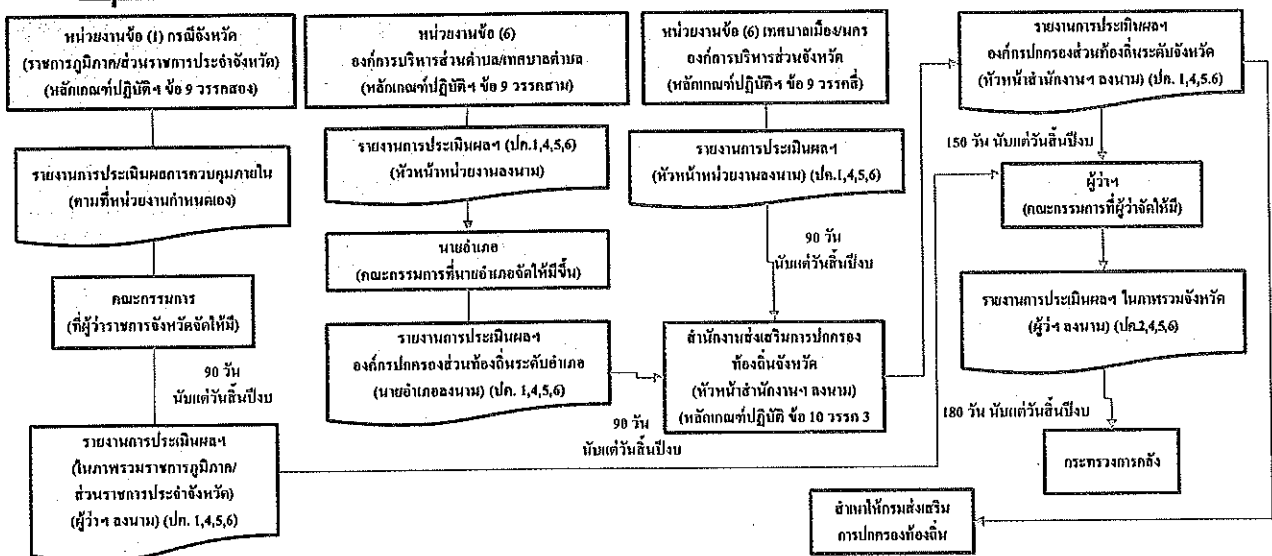 หน่วยงานข้อ (1) กรณีจังหวัด
(ราชการภูมิภาค/ส่วนราชการประจำจังหวัด)
(หลักเกณฑ์ปฏิบัติฯ ข้อ 9 วรรคสอง)
รายงานการประเมินผลการควบคุมภายใน
(ตามที่หน่วยงานกำหนดเอง)
คณะกรรมการ
(ที่ผู้ว่าราชการจังหวัดจัดให้มี)
90 วัน
นับแต่วันสิ้นปีงบ
รายงานการประเมินผลฯ
(ในภาพรวมราชการภูมิภาค/
ส่วนราชการประจำจังหวัด)
(ผู้ว่าฯ ลงนาม) (ปค. 1,4,5,6)
หน่วยงานข้อ (6)
องค์การบริหารส่วนตำบล/เทศบาลตำบล
(หลักเกณฑ์ปฏิบัติฯ ข้อ 9 วรรคสาม)
รายงานการประเมินผลฯ (ปค.1,4,5,6)
(หัวหน้าหน่วยงานลงนาม)
นายอำเภอ
(คณะกรรมการที่นายอำเภอจัดให้มีขึ้น)
รายงานการประเมินผลฯ
องค์กรปกครองส่วนท้องถิ่นระดับอำเภอ
(นายอำเภอลงนาม) (ปค. 1,4,5,6)
90 วัน
นับแต่วันสิ้นปีงบ
หน่วยงานข้อ (6) เทศบาลเมือง/นคร
องค์การบริหารส่วนจังหวัด
(หลักเกณฑ์ปฏิบัติฯ ข้อ 9 วรรคสี่)
รายงานการประเมินผลฯ
(หัวหน้าหน่วยงานลงนาม) (ปค.1,4,5,6)
90 วัน
นับแต่วันสิ้นปีงบ
สำนักงานส่งเสริมการปกครอง
ท้องถิ่นจังหวัด
(หัวหน้าสำนักงานฯ ลงนาม)
(หลักเกณฑ์ปฏิบัติ ข้อ 10 วรรค 3
รายงานการประเมินผลฯ
องค์กรปกครองส่วนท้องถิ่นระดับจังหวัด
(หัวหน้าสำนักงานฯ ลงนาม) (ปค. 1,4,5,6)
150 วัน นับแต่วันสิ้นปีงบ
ผู้ว่าฯ
(คณะกรรมการที่ผู้ว่าจัดให้มี)
รายงานการประเมินผลฯ ในภาพรวมจังหวัด
(ผู้ว่าฯ ลงนาม) (ปค.2,4,5,6)
180 วัน นับแต่วันสิ้นปีงบ
กระทรวงการคลัง
สำเนาให้กรมส่งเสริม
การปกครองท้องถิ่น